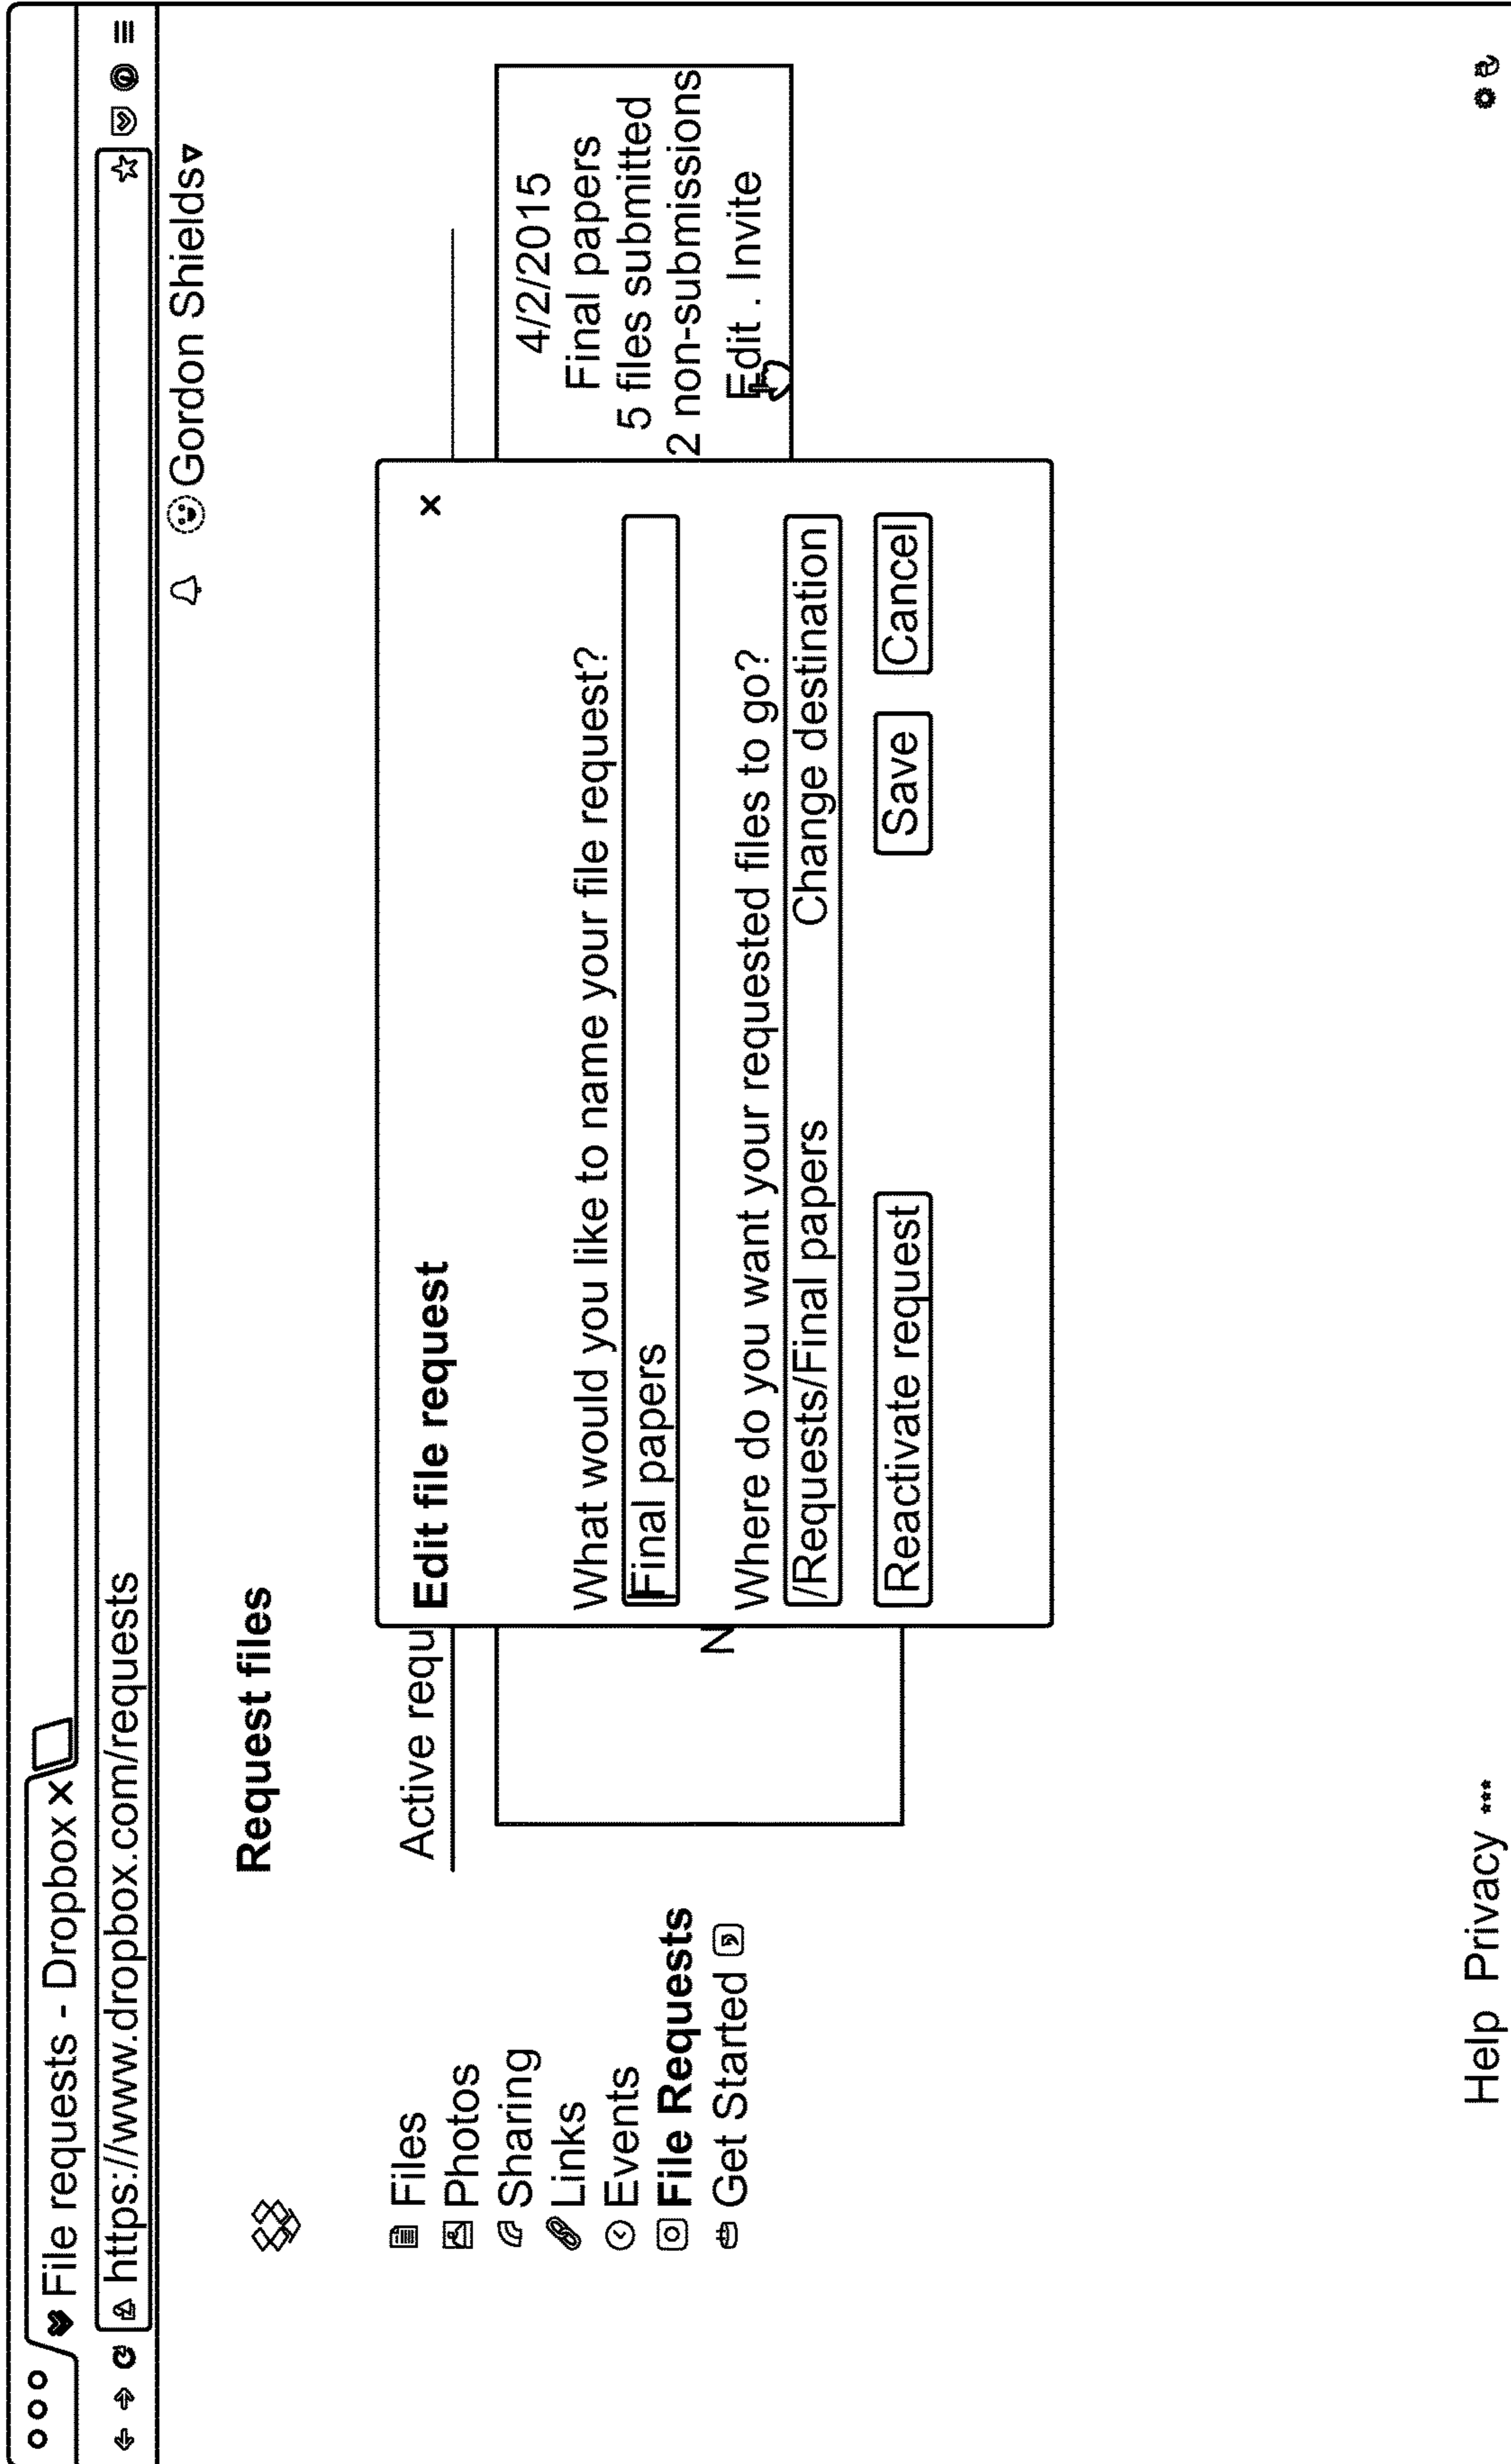 File requests - Dropbox X
https://www.dropbox.com/requests
Gordon Shields
Request files
Files
Photos
Sharing
Links
Events
File Requests
Get Started
Active requ
N
Edit file request x
What would you like to name your file request?
Final papers
Where do you want your requested files to go?
/Requests/Final papers Change destination
Reactivate request Save Cancel
4/2/2015
Final papers
5 files submitted
2 non-submissions
Edit . Invite
Help Privacy ***